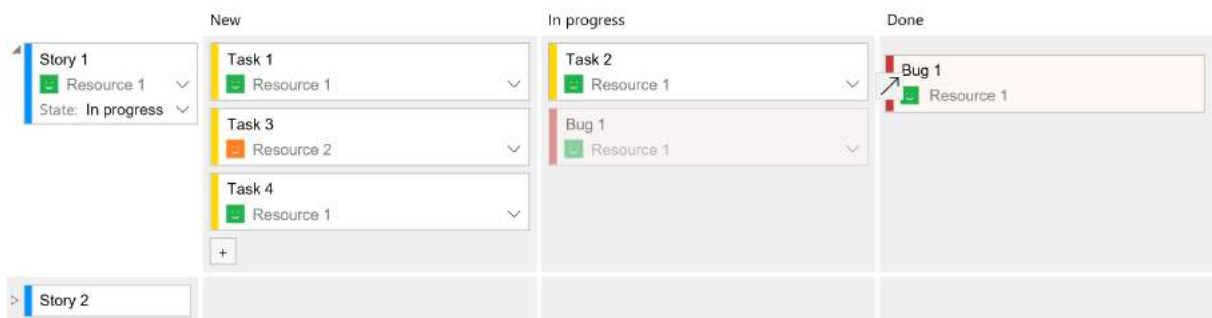 New In progress Done
Story 1
Resource 1
State: In progress
Task 1
Resource 1
Task 3
Resource 2
Task 4
Resource 1
+
Task 2
Resource 1
Bug 1
Resource 1
Bug 1
Resource 1
Story 2